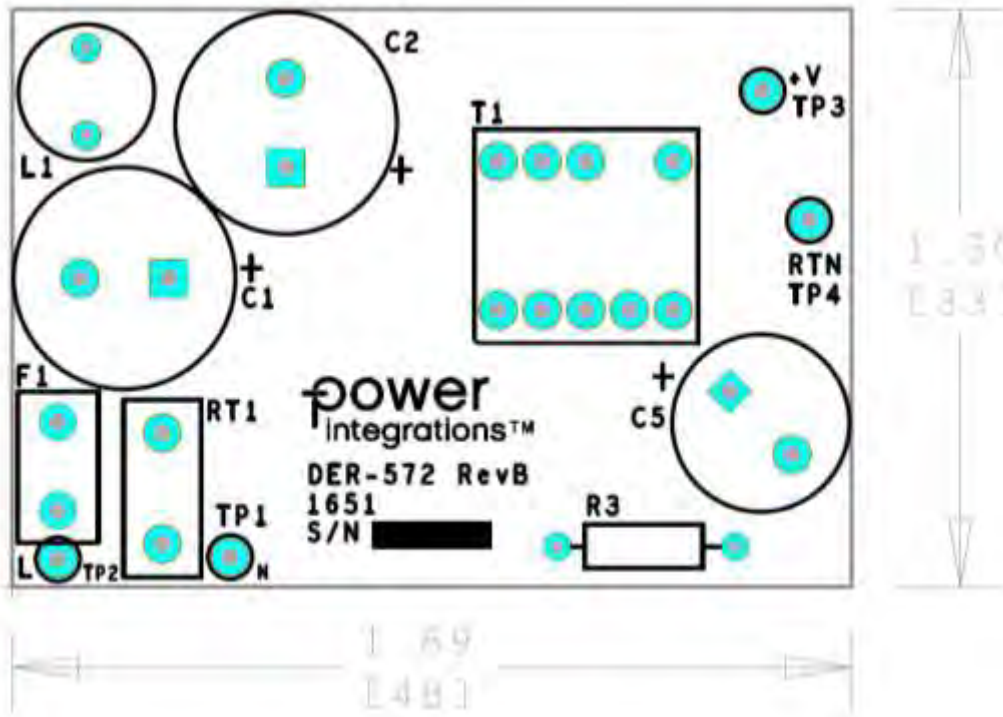 C2
+V
TP3
T1
L1
+
RTN
TP4
+
C1
+
C5
F1
RT1
power
integrations™
DER-572 RevB
1651
S/N
TP1
R3
L
TP2
N
1.89
[48]